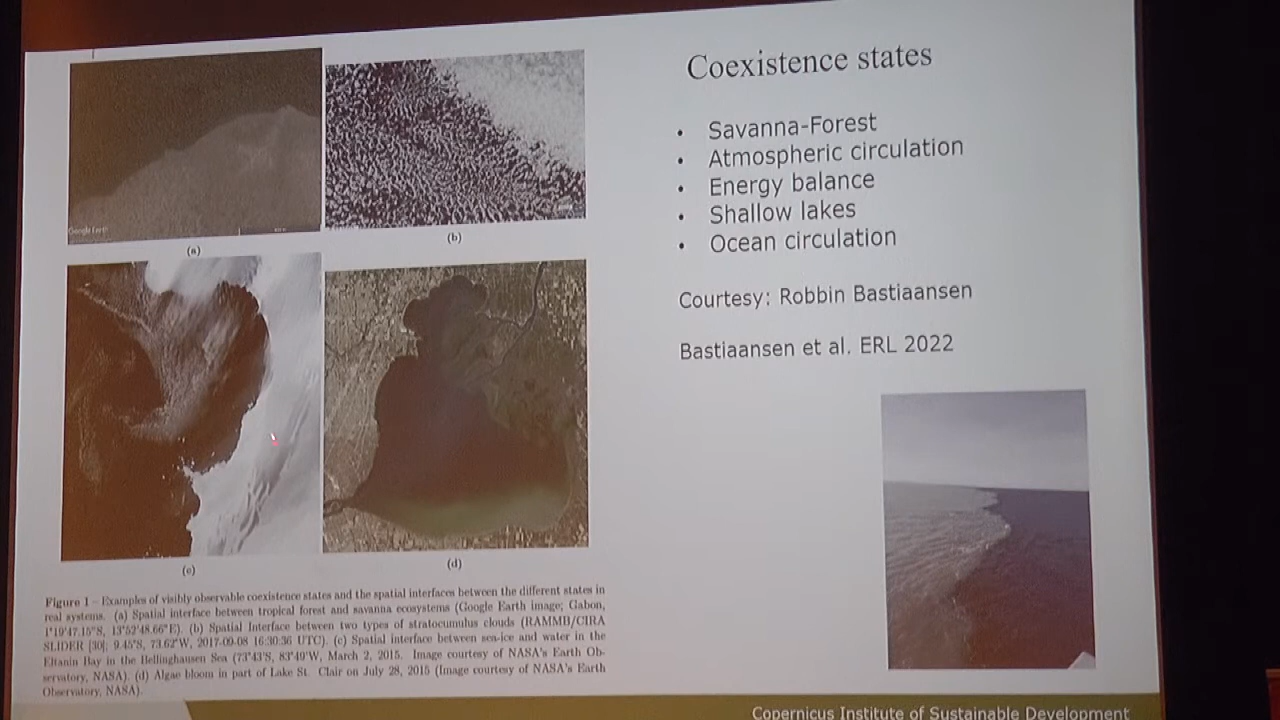 Coexistence states
• Savanna-Forest
• Atmospheric circulation
• Energy balance
• Shallow lakes
• Ocean circulation
Courtesy: Robbin Bastiaansen
Bastiaansen et al. ERL 2022
Google Earth
(a)
(b)
(c)
(d)
Figure 1 – Examples of visibly observable coexistence states and the spatial interfaces between the different states in
real systems. (a) Spatial interface between tropical forest and savanna ecosystems (Google Earth image; Gabon,
1°19'47.15"S, 13°52'48.66"E). (b) Spatial Interface between two types of stratocumulus clouds (RAMMB/CIRA
SLIDER [30]; 9.45°S, 73.62°W, 2017-09-08 16:30:36 UTC). (c) Spatial interface between sea-ice and water in the
Eltanin Bay in the Bellinghausen Sea (73°43'S, 83°49'W, March 2, 2015. Image courtesy of NASA's Earth Ob-
servatory, NASA). (d) Algae bloom in part of Lake St. Clair on July 28, 2015 (Image courtesy of NASA's Earth
Observatory, NASA).
Copernicus Institute of Sustainable Development